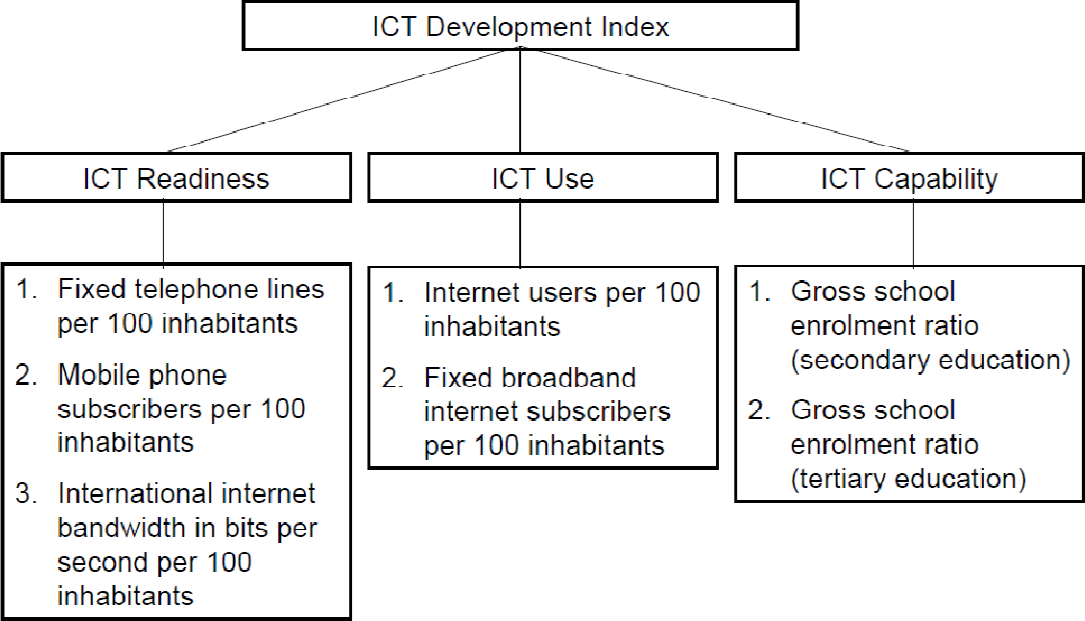 ICT Development Index
ICT Readiness
ICT Use
ICT Capability
1. Fixed telephone lines
per 100 inhabitants
2. Mobile phone
subscribers per 100
inhabitants
3. International internet
bandwidth in bits per
second per 100
inhabitants
1. Internet users per 100
inhabitants
2. Fixed broadband
internet subscribers
per 100 inhabitants
1. Gross school
enrolment ratio
(secondary education)
2. Gross school
enrolment ratio
(tertiary education)